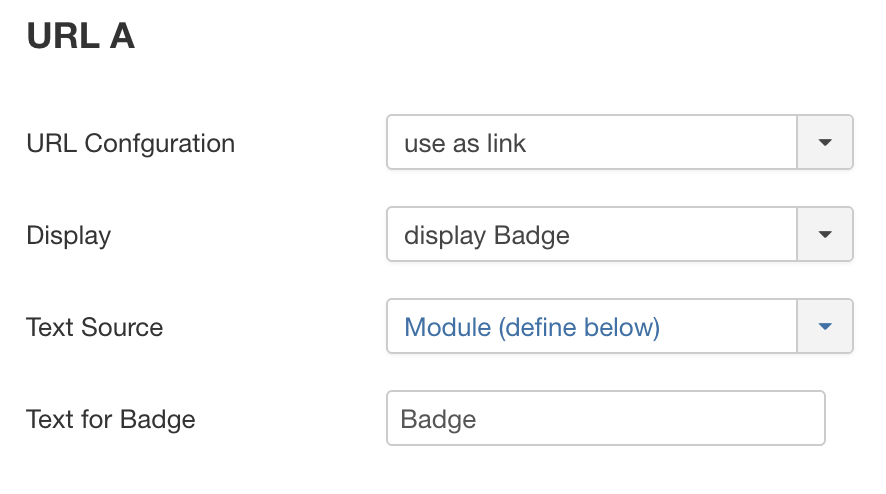 URL A
URL Confguration
use as link
Display
display Badge
Text Source
Module (define below)
Text for Badge
Badge